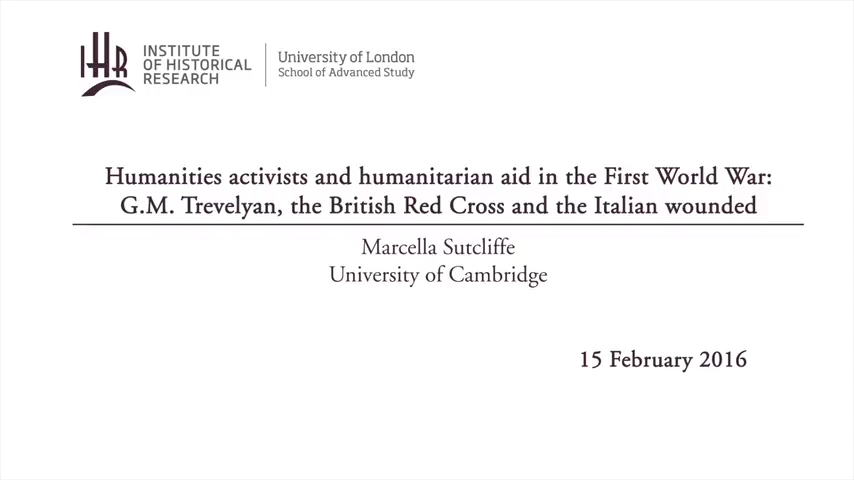 IHR
INSTITUTE
OF HISTORICAL
RESEARCH
University of London
School of Advanced Study
Humanities activists and humanitarian aid in the First World War:
G.M. Trevelyan, the British Red Cross and the Italian wounded
Marcella Sutcliffe
University of Cambridge
15 February 2016